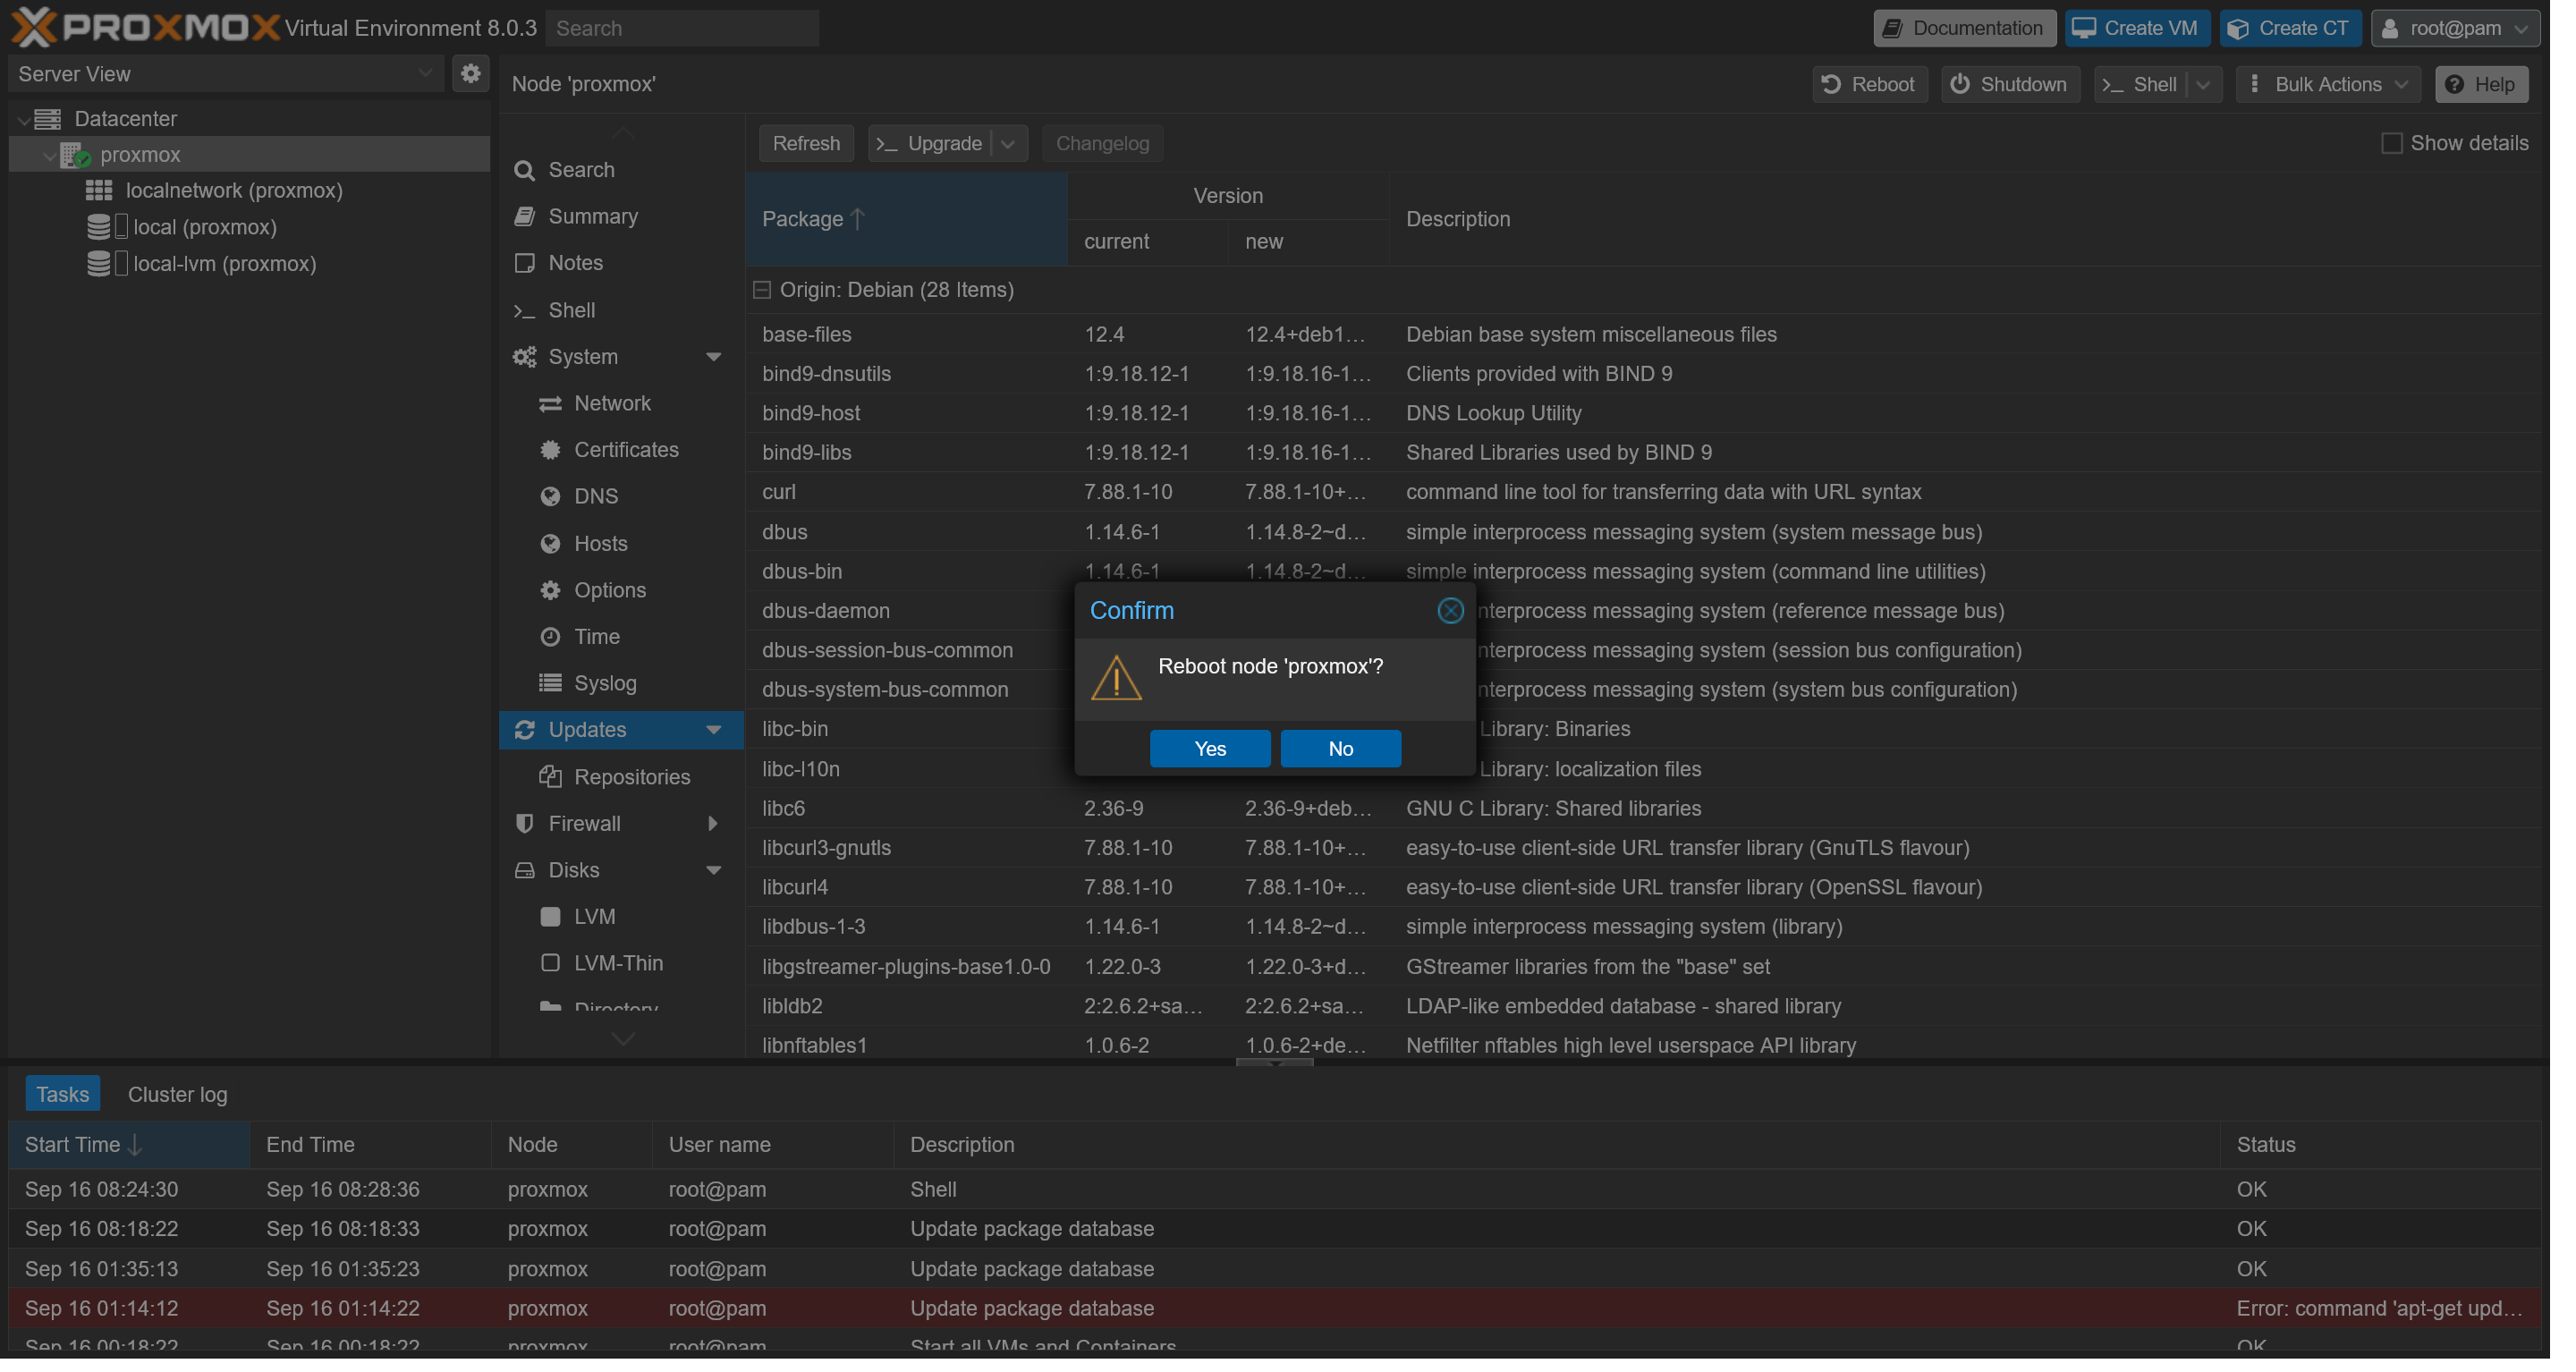 PROXMOX Virtual Environment 8.0.3 Search Documentation Create VM Create CT root@pam
Server View
Node 'proxmox' Reboot Shutdown >_ Shell Bulk Actions Help
Datacenter
proxmox
localnetwork (proxmox)
local (proxmox)
local-lvm (proxmox)
Search
Summary
Notes
>_ Shell
System
Network
Certificates
DNS
Hosts
Options
Time
Syslog
Updates
Repositories
Firewall
Disks
LVM
LVM-Thin
Directory
Refresh >_ Upgrade Changelog Show details
Package Version Description
current new
Origin: Debian (28 Items)
base-files 12.4 12.4+deb1... Debian base system miscellaneous files
bind9-dnsutils 1:9.18.12-1 1:9.18.16-1... Clients provided with BIND 9
bind9-host 1:9.18.12-1 1:9.18.16-1... DNS Lookup Utility
bind9-libs 1:9.18.12-1 1:9.18.16-1... Shared Libraries used by BIND 9
curl 7.88.1-10 7.88.1-10+... command line tool for transferring data with URL syntax
dbus 1.14.6-1 1.14.8-2~d... simple interprocess messaging system (system message bus)
dbus-bin 1.14.6-1 1.14.8-2~d... simple interprocess messaging system (command line utilities)
dbus-daemon nterprocess messaging system (reference message bus)
dbus-session-bus-common nterprocess messaging system (session bus configuration)
dbus-system-bus-common nterprocess messaging system (system bus configuration)
libc-bin Library: Binaries
libc-l10n Library: localization files
libc6 2.36-9 2.36-9+deb... GNU C Library: Shared libraries
libcurl3-gnutls 7.88.1-10 7.88.1-10+... easy-to-use client-side URL transfer library (GnuTLS flavour)
libcurl4 7.88.1-10 7.88.1-10+... easy-to-use client-side URL transfer library (OpenSSL flavour)
libdbus-1-3 1.14.6-1 1.14.8-2~d... simple interprocess messaging system (library)
libgstreamer-plugins-base1.0-0 1.22.0-3 1.22.0-3+d... GStreamer libraries from the "base" set
libldb2 2:2.6.2+sa... 2:2.6.2+sa... LDAP-like embedded database - shared library
libnftables1 1.0.6-2 1.0.6-2+de... Netfilter nftables high level userspace API library
Confirm
Reboot node 'proxmox'?
Yes No
Tasks Cluster log
Start Time End Time Node User name Description Status
Sep 16 08:24:30 Sep 16 08:28:36 proxmox root@pam Shell OK
Sep 16 08:18:22 Sep 16 08:18:33 proxmox root@pam Update package database OK
Sep 16 01:35:13 Sep 16 01:35:23 proxmox root@pam Update package database OK
Sep 16 01:14:12 Sep 16 01:14:22 proxmox root@pam Update package database Error: command 'apt-get upd...
Sep 16 00:18:22 Sep 16 00:18:22 proxmox root@pam Start all VMs and Containers OK